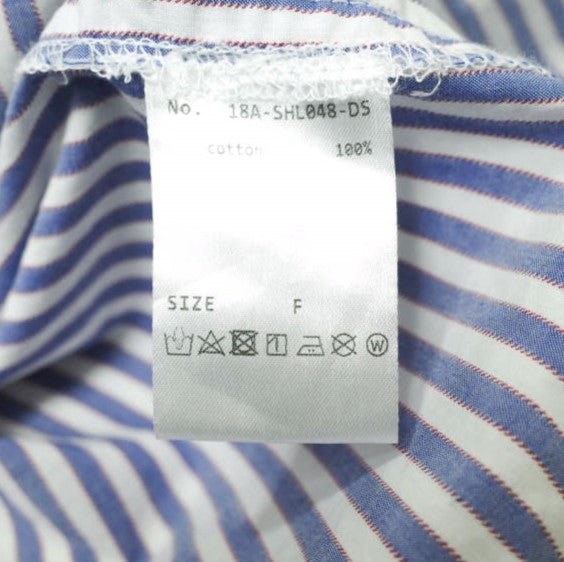 No. 18A-SHL048-DS
cotton 100%
SIZE F
W